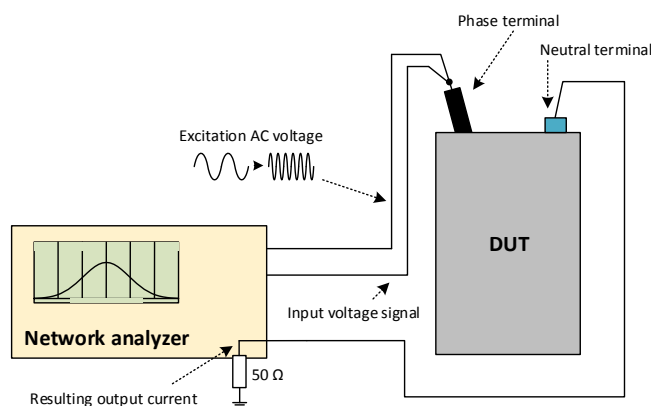 Phase terminal
Neutral terminal
Excitation AC voltage
DUT
Input voltage signal
Network analyzer
50 Ω
Resulting output current